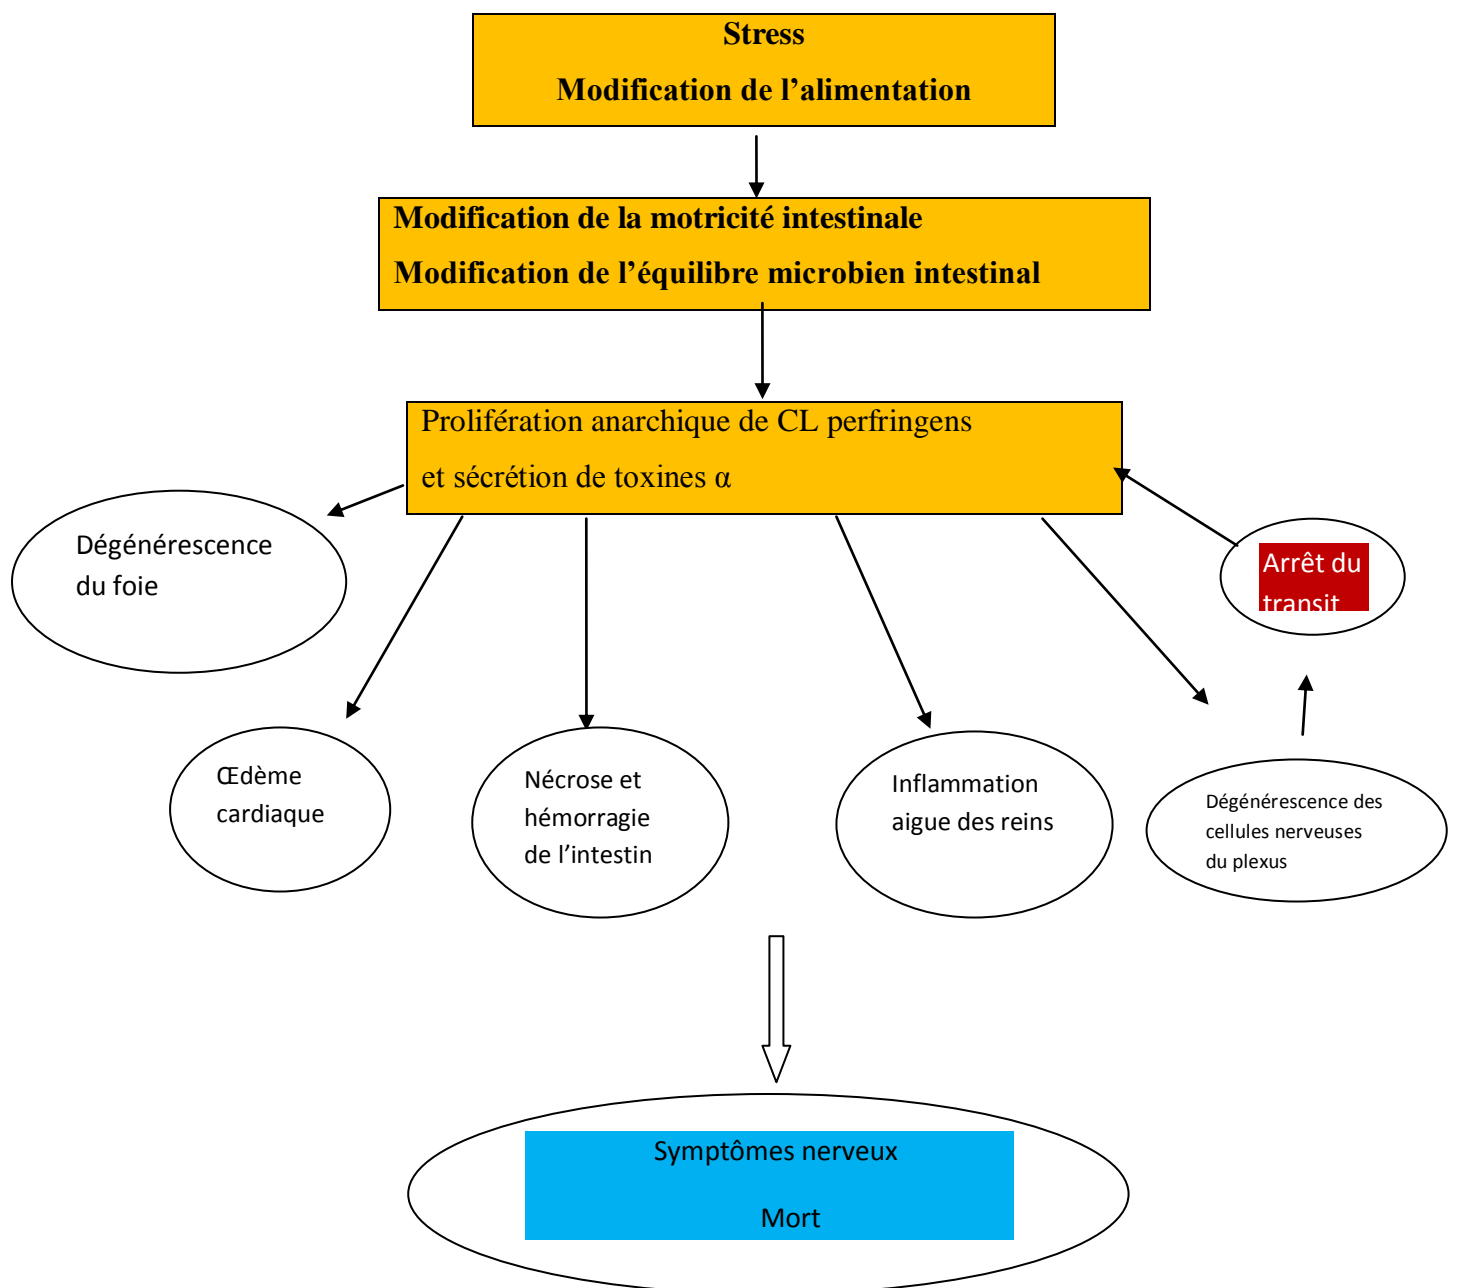 Stress
Modification de l’alimentation
Modification de la motricité intestinale
Modification de l’équilibre microbien intestinal
Prolifération anarchique de CL perfringens
et sécrétion de toxines α
Dégénérescence
du foie
Arrêt du
transit
Œdème
cardiaque
Nécrose et
hémorragie
de l’intestin
Inflammation
aigue des reins
Dégénérescence des
cellules nerveuses
du plexus
Symptômes nerveux
Mort